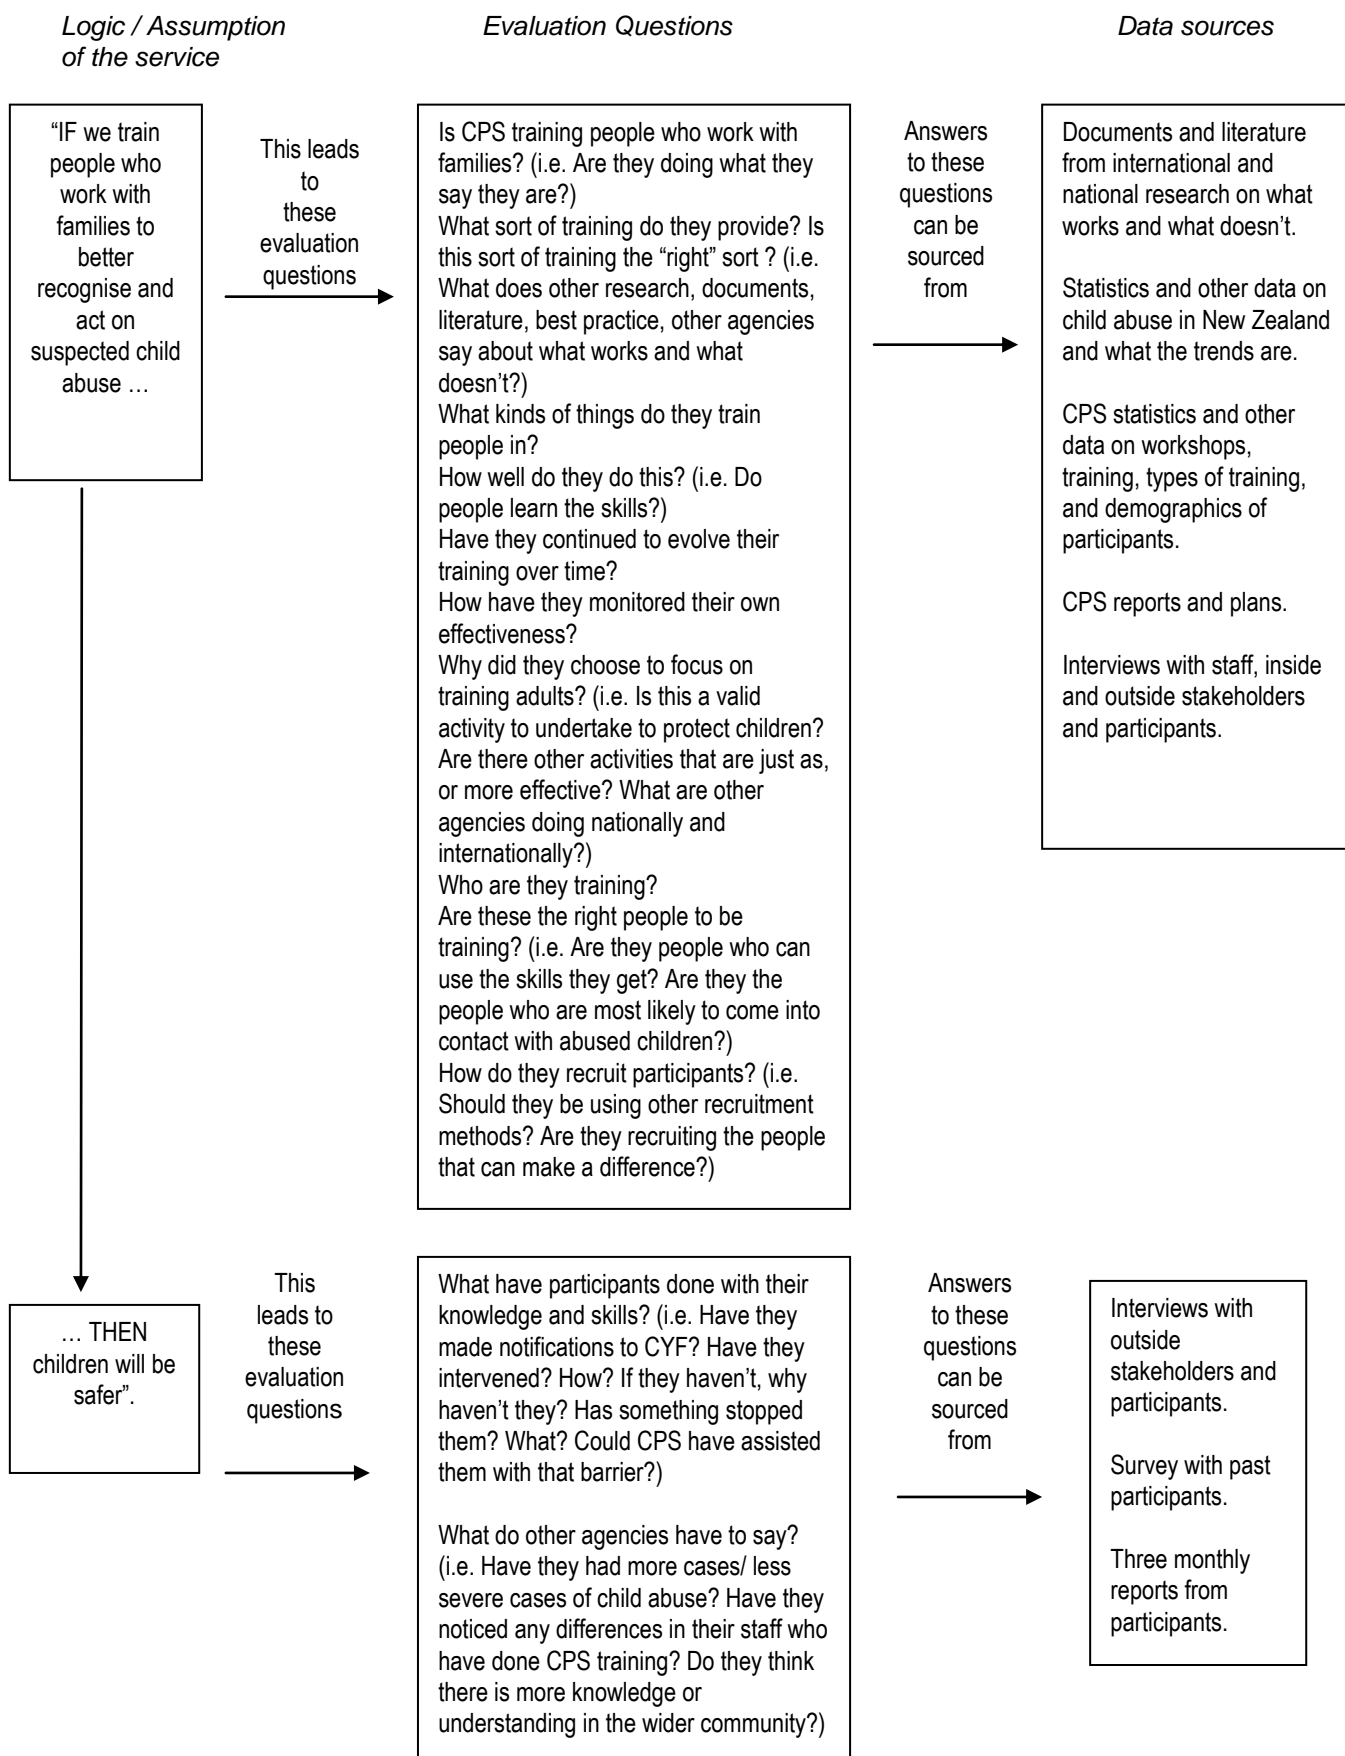 Logic / Assumption
of the service
Evaluation Questions
Data sources
“IF we train
people who
work with
families to
better
recognise and
act on
suspected child
abuse …
This leads
to
these
evaluation
questions
Is CPS training people who work with
families? (i.e. Are they doing what they
say they are?)
What sort of training do they provide? Is
this sort of training the “right” sort ? (i.e.
What does other research, documents,
literature, best practice, other agencies
say about what works and what
doesn’t?)
What kinds of things do they train
people in?
How well do they do this? (i.e. Do
people learn the skills?)
Have they continued to evolve their
training over time?
How have they monitored their own
effectiveness?
Why did they choose to focus on
training adults? (i.e. Is this a valid
activity to undertake to protect children?
Are there other activities that are just as,
or more effective? What are other
agencies doing nationally and
internationally?)
Who are they training?
Are these the right people to be
training? (i.e. Are they people who can
use the skills they get? Are they the
people who are most likely to come into
contact with abused children?)
How do they recruit participants? (i.e.
Should they be using other recruitment
methods? Are they recruiting the people
that can make a difference?)
Answers
to these
questions
can be
sourced
from
Documents and literature
from international and
national research on what
works and what doesn’t.
Statistics and other data on
child abuse in New Zealand
and what the trends are.
CPS statistics and other
data on workshops,
training, types of training,
and demographics of
participants.
CPS reports and plans.
Interviews with staff, inside
and outside stakeholders
and participants.
… THEN
children will be
safer”.
This
leads to
these
evaluation
questions
What have participants done with their
knowledge and skills? (i.e. Have they
made notifications to CYF? Have they
intervened? How? If they haven’t, why
haven’t they? Has something stopped
them? What? Could CPS have assisted
them with that barrier?)
What do other agencies have to say?
(i.e. Have they had more cases/ less
severe cases of child abuse? Have they
noticed any differences in their staff who
have done CPS training? Do they think
there is more knowledge or
understanding in the wider community?)
Answers
to these
questions
can be
sourced
from
Interviews with
outside
stakeholders and
participants.
Survey with past
participants.
Three monthly
reports from
participants.